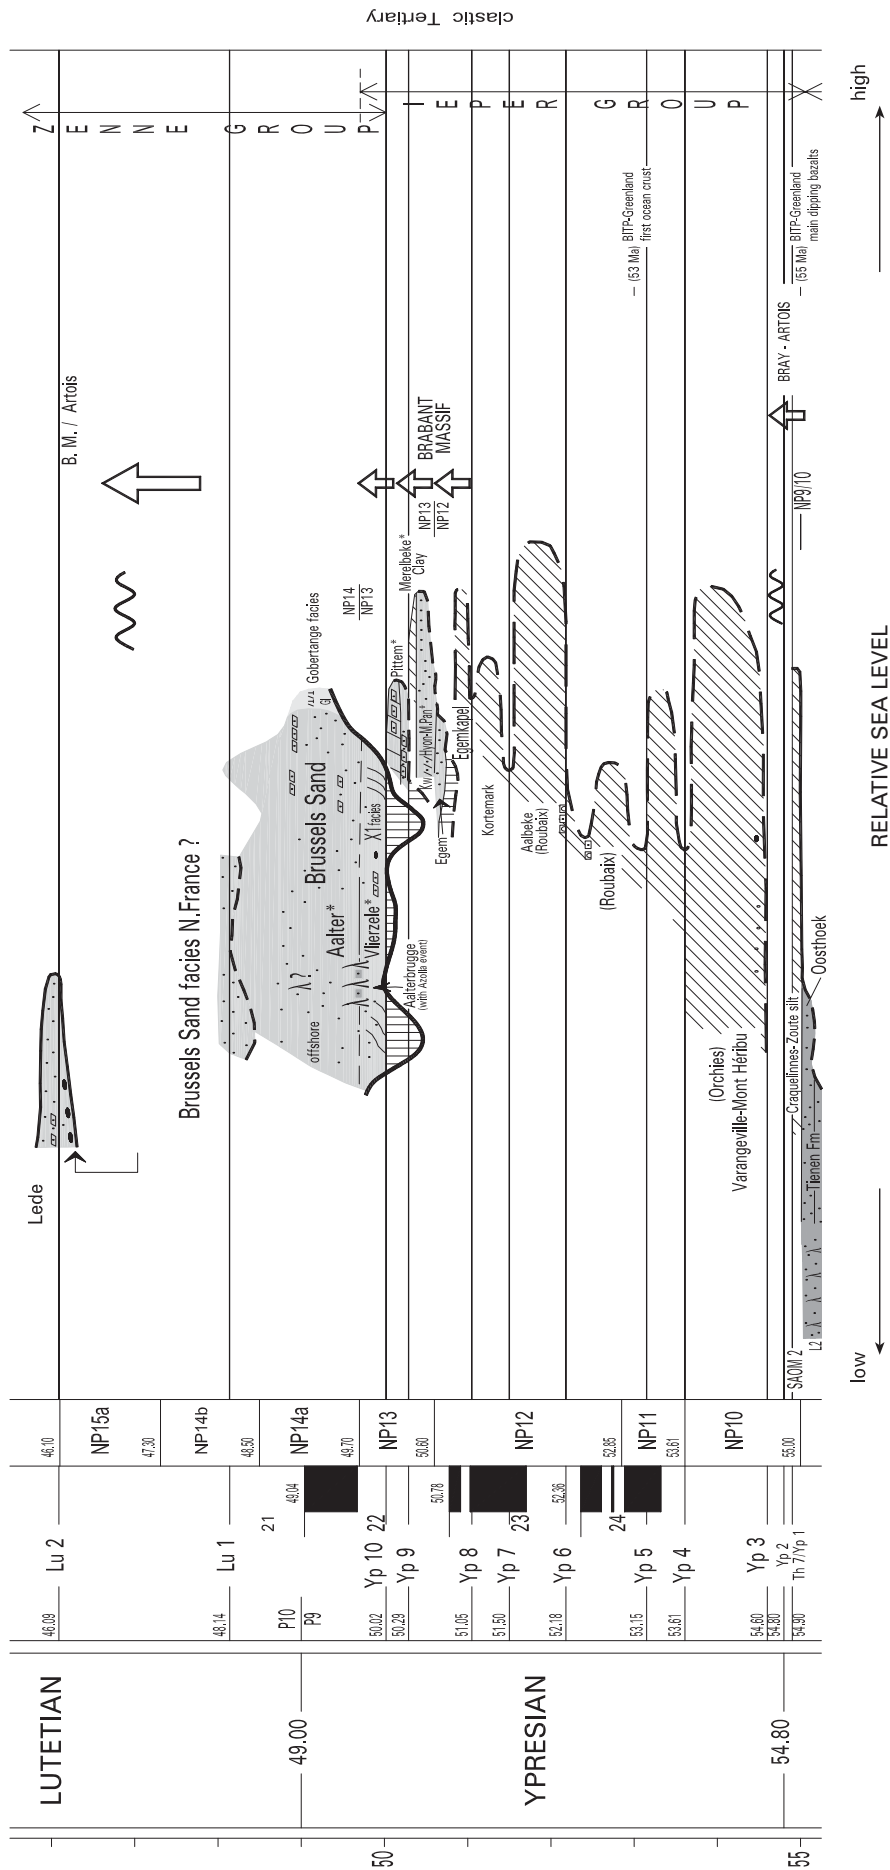 clastic Tertiary
Z E N N E G R O U P
I E P E R G R O U P
high
B. M. / Artois
(53 Ma)
BITP-Greenland
first ocean crust
(55 Ma)
BITP-Greenland
main dipping bazalts
BRAY - ARTOIS
BRABANT
MASSIF
NP13
NP12
NP9/10
NP14
NP13
Gobertange facies
Merelbeke*
Clay
Pittem*
Hyon-M.Pan*
Kw
Egemkapel
Egem
Kortemark
Aalbeke
(Roubaix)
(Roubaix)
Brussels Sand
X1 facies
Aalter*
Vlierzele*
?
offshore
Aalterbrugge
(with Azolla event)
Brussels Sand facies N.France ?
(Orchies)
Varangeville-Mont Héribu
Craquelinnes-Zoute silt
Oosthoek
Tienen Fm
L2
Lede
SAOM 2
low
RELATIVE SEA LEVEL
46.10
NP15a
47.30
NP14b
48.50
NP14a
49.70
NP13
50.60
NP12
52.85
NP11
53.61
NP10
55.00
49.04
50.78
52.36
21
22
23
24
Lu 2
Lu 1
Yp 10
Yp 9
Yp 8
Yp 7
Yp 6
Yp 5
Yp 4
Yp 3
Yp 2
Th 7/Yp 1
46.09
48.14
P10
P9
50.02
50.29
51.05
51.50
52.18
53.15
53.61
54.60
54.80
54.90
LUTETIAN
49.00
YPRESIAN
54.80
50
55